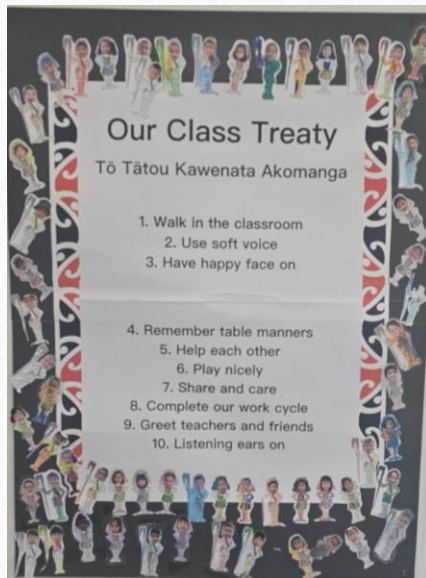 Our Class Treaty
Tō Tātou Kawenata Akomanga
1. Walk in the classroom
2. Use soft voice
3. Have happy face on
4. Remember table manners
5. Help each other
6. Play nicely
7. Share and care
8. Complete our work cycle
9. Greet teachers and friends
10. Listening ears on